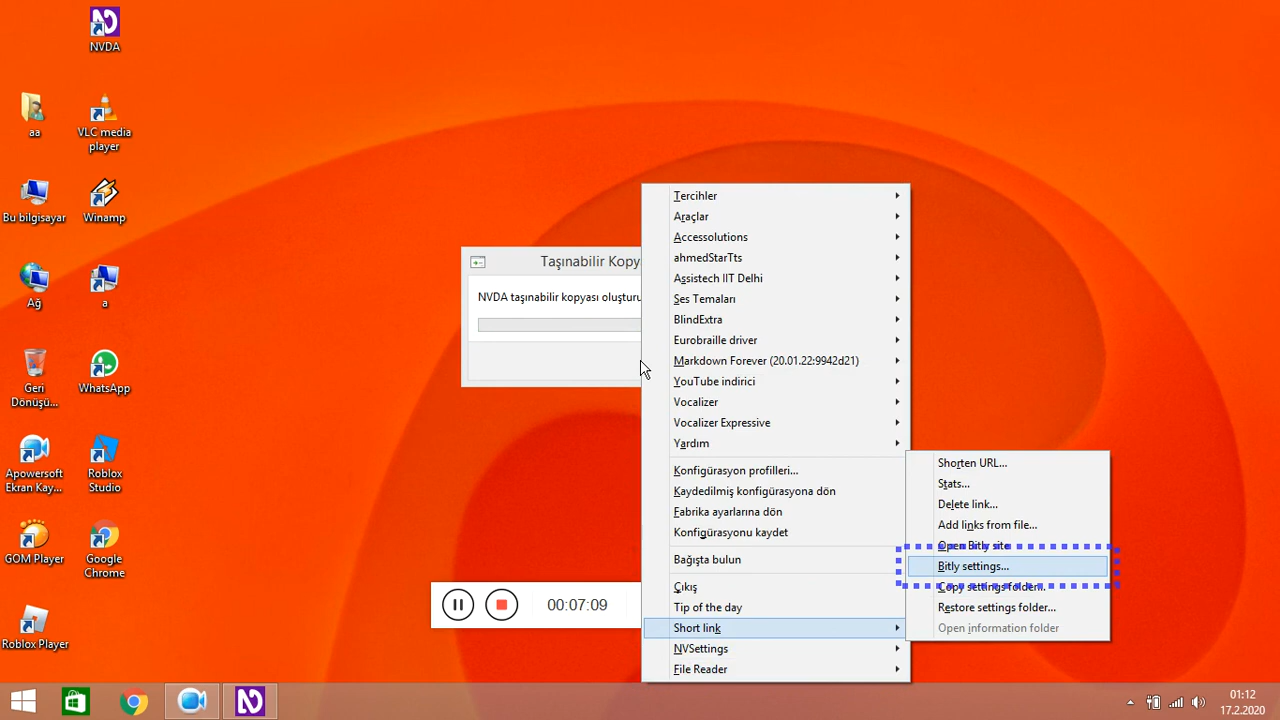 NVDA
aa
VLC media
player
Bu bilgisayar
Winamp
Ağ
a
Geri
Dönüşü...
WhatsApp
Apowersoft
Ekran Kay...
Roblox
Studio
GOM Player
Google
Chrome
Roblox Player
Taşınabilir Kopy
NVDA taşınabilir kopyası oluşturu
00:07:09
Tercihler
Araçlar
Accessolutions
ahmedStarTts
Assistech IIT Delhi
Ses Temaları
BlindExtra
Eurobraille driver
Markdown Forever (20.01.22:9942d21)
YouTube indirici
Vocalizer
Vocalizer Expressive
Yardım
Konfigürasyon profilleri...
Kaydedilmiş konfigürasyona dön
Fabrika ayarlarına dön
Konfigürasyonu kaydet
Bağışta bulun
Çıkış
Tip of the day
Short link
NVSettings
File Reader
Shorten URL...
Stats...
Delete link...
Add links from file...
Open Bitly site
Bitly settings...
Copy settings folder...
Restore settings folder...
Open information folder
01:12
17.2.2020